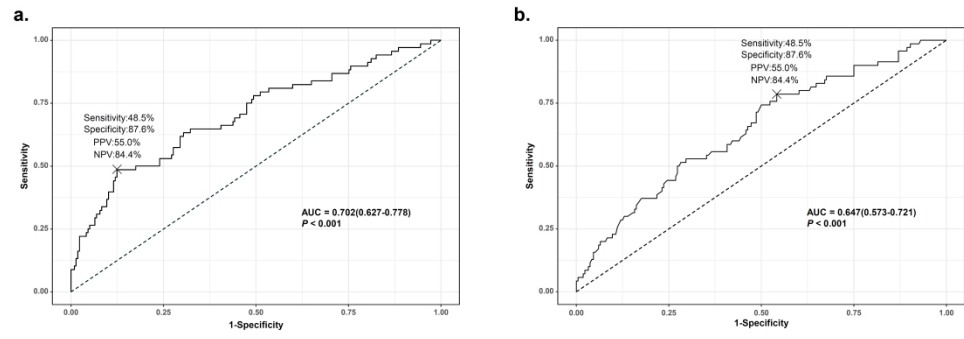 a.
1.00
0.75
0.50
0.25
0.00
Sensitivity
Sensitivity:48.5%
Specificity:87.6%
PPV:55.0%
NPV:84.4%
AUC = 0.702(0.627-0.778)
P < 0.001
0.00 0.25 0.50 0.75 1.00
1-Specificity
b.
1.00
0.75
0.50
0.25
0.00
Sensitivity
Sensitivity:48.5%
Specificity:87.6%
PPV:55.0%
NPV:84.4%
AUC = 0.647(0.573-0.721)
P < 0.001
0.00 0.25 0.50 0.75 1.00
1-Specificity